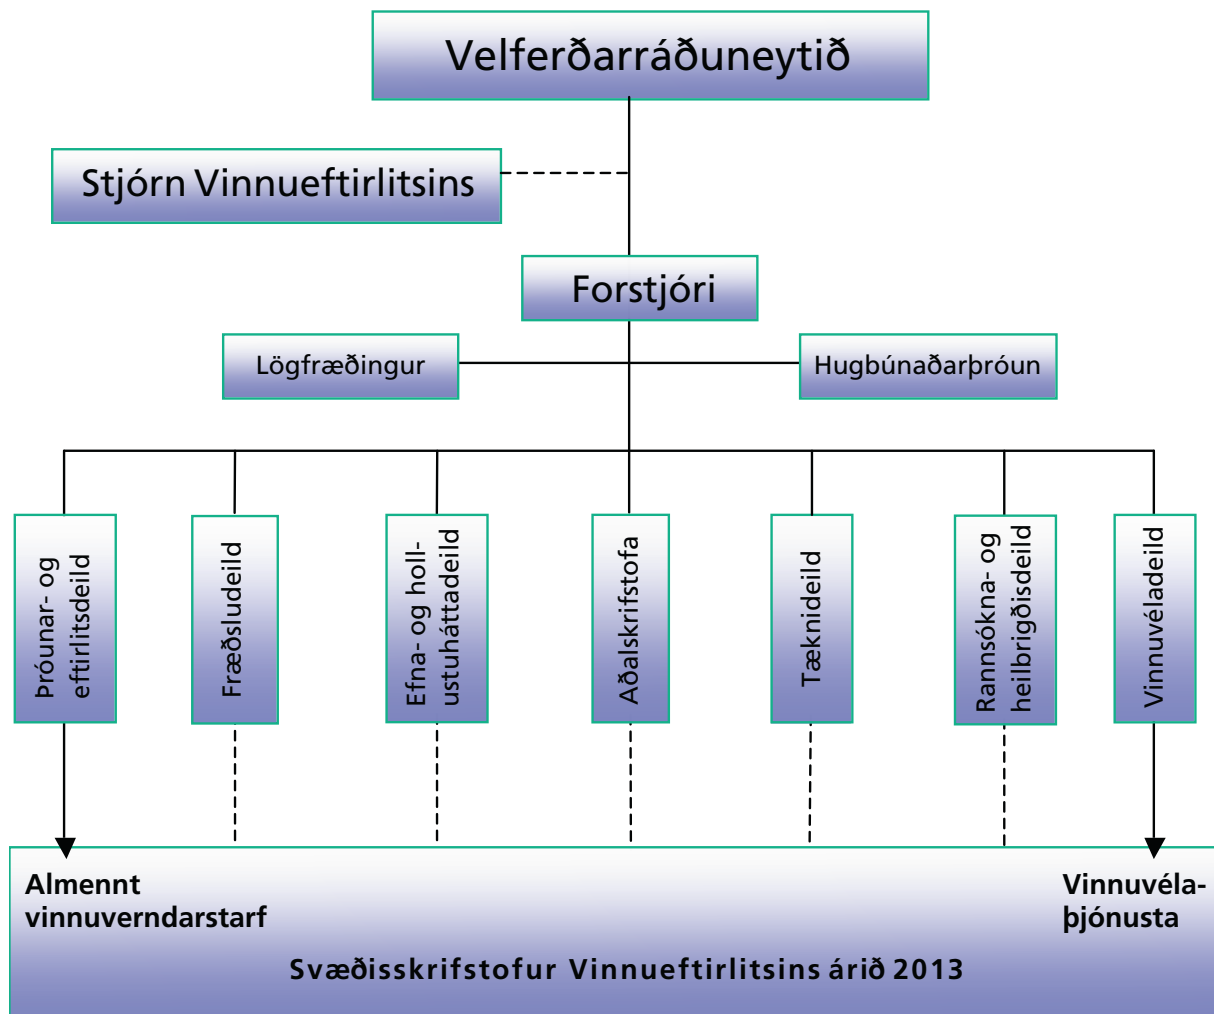 Velferðarráðuneytið
Stjórn Vinnueftirlitsins
Forstjóri
Lögfræðingur
Hugbúnaðarþróun
Þróunar- og
eftirlitsdeild
Fræðsludeild
Efna- og holl-
ustuháttadeild
Aðalskrifstofa
Tæknideild
Rannsókna- og
heilbrigðisdeild
Vinnuvéladeild
Almennt
vinnuverndarstarf
Vinnuvéla-
þjónusta
Svæðisskrifstofur Vinnueftirlitsins árið 2013